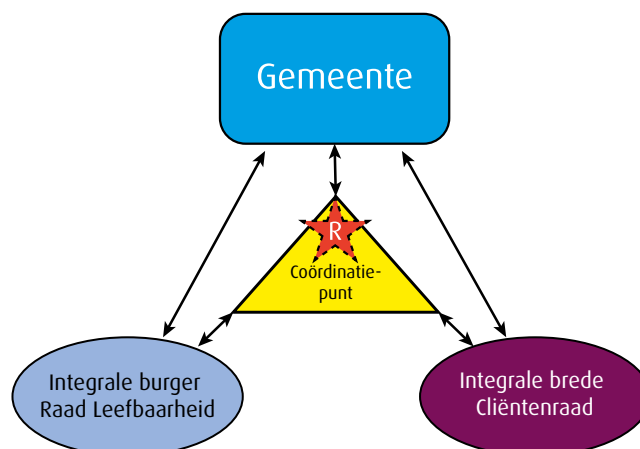 Gemeente
R
Coördinatie-
punt
Integrale burger
Raad Leefbaarheid
Integrale brede
Cliëntenraad